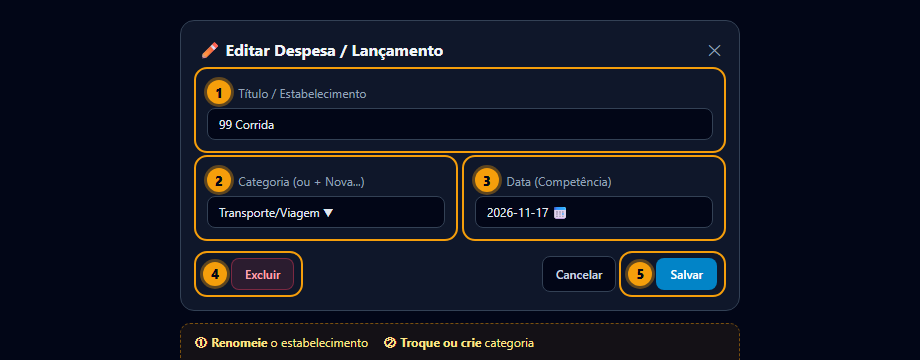 Editar Despesa / Lançamento
1 Título / Estabelecimento
99 Corrida
2 Categoria (ou + Nova...) 3 Data (Competência)
Transporte/Viagem ▼ 2026-11-17
4 Excluir Cancelar 5 Salvar
① Renomeie o estabelecimento ② Troque ou crie categoria